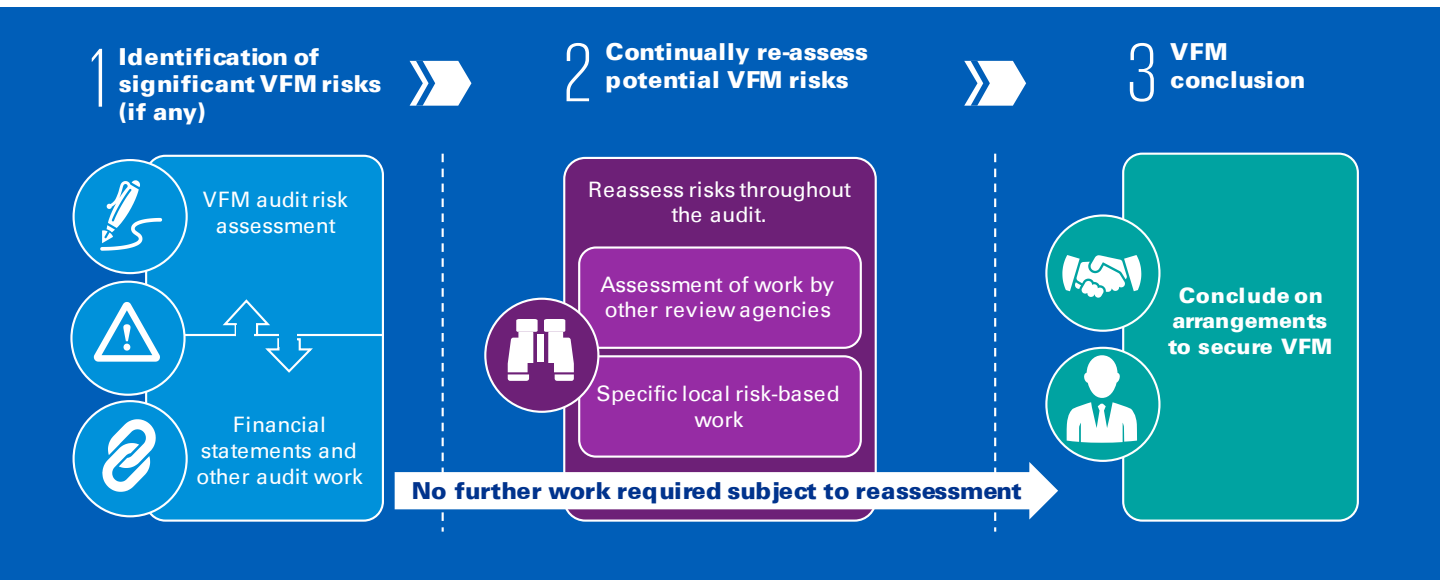 1 Identification of
significant VFM risks
(if any)
2 Continually re-assess
potential VFM risks
3 VFM
conclusion
VFM audit risk
assessment
Financial
statements and
other audit work
Reassess risks throughout
the audit.
Assessment of work by
other review agencies
Specific local risk-based
work
No further work required subject to reassessment
Conclude on
arrangements
to secure VFM